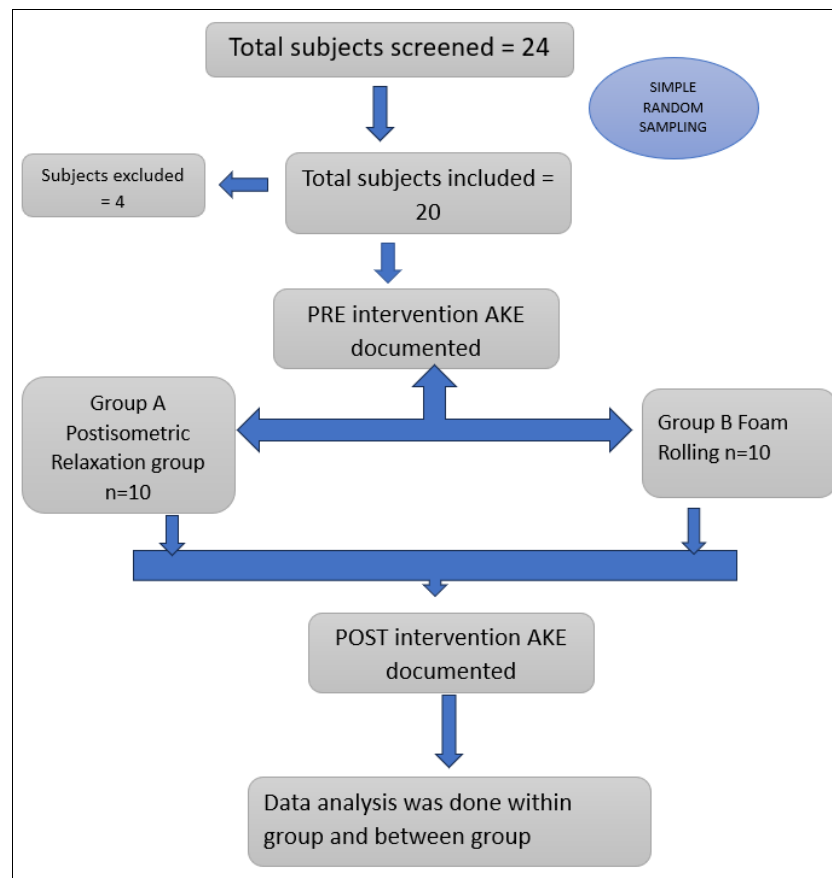 Total subjects screened = 24
SIMPLE
RANDOM
SAMPLING
Subjects excluded
= 4
Total subjects included =
20
PRE intervention AKE
documented
Group A
Postisometric
Relaxation group
n=10
Group B Foam
Rolling n=10
POST intervention AKE
documented
Data analysis was done within
group and between group